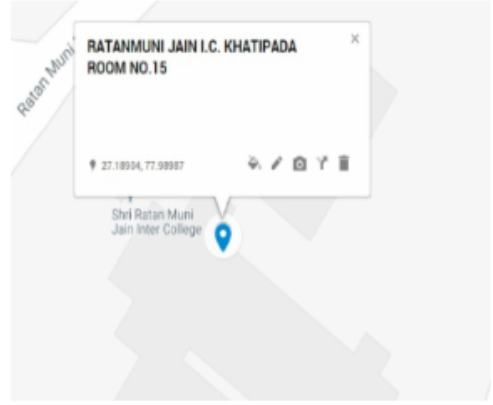 RATANMUNI JAIN I.C. KHATIPADA
ROOM NO.15
27.18904, 77.98987
Ratan Muni
Shri Ratan Muni
Jain Inter College